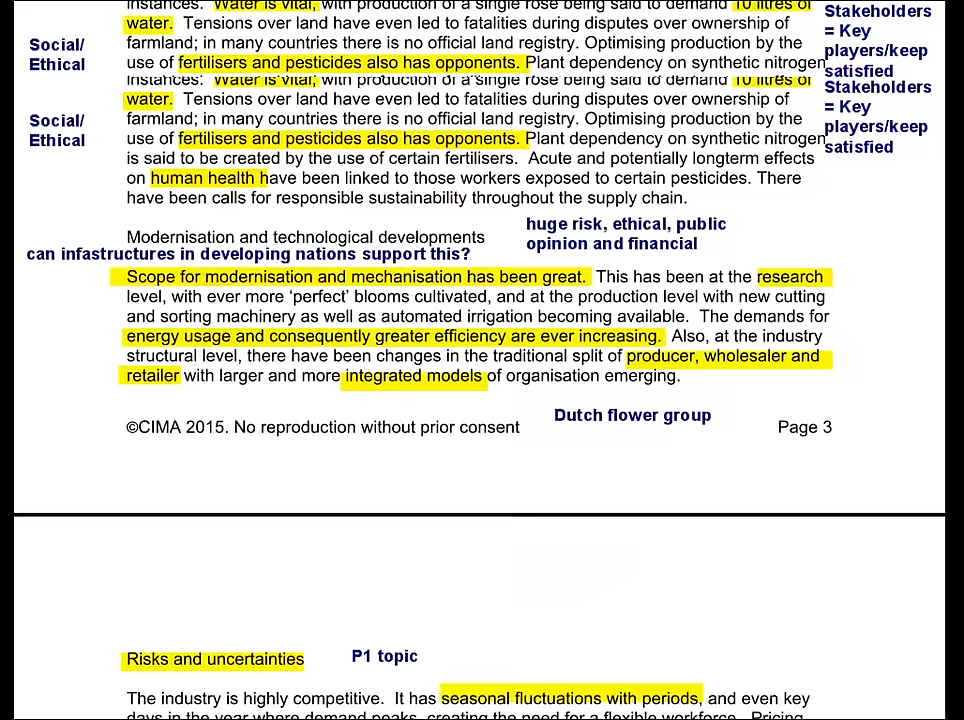 instances. Water is vital, with production of a single rose being said to demand 10 litres of
water. Tensions over land have even led to fatalities during disputes over ownership of
farmland; in many countries there is no official land registry. Optimising production by the
use of fertilisers and pesticides also has opponents. Plant dependency on synthetic nitrogen
Social/
Ethical
Stakeholders
= Key
players/keep
satisfied
instances. Water is vital, with production of a single rose being said to demand 10 litres of
water. Tensions over land have even led to fatalities during disputes over ownership of
farmland; in many countries there is no official land registry. Optimising production by the
use of fertilisers and pesticides also has opponents. Plant dependency on synthetic nitrogen
is said to be created by the use of certain fertilisers. Acute and potentially longterm effects
on human health have been linked to those workers exposed to certain pesticides. There
have been calls for responsible sustainability throughout the supply chain.
Social/
Ethical
Stakeholders
= Key
players/keep
satisfied
Modernisation and technological developments
huge risk, ethical, public
opinion and financial
can infastructures in developing nations support this?
Scope for modernisation and mechanisation has been great. This has been at the research
level, with ever more ‘perfect’ blooms cultivated, and at the production level with new cutting
and sorting machinery as well as automated irrigation becoming available. The demands for
energy usage and consequently greater efficiency are ever increasing. Also, at the industry
structural level, there have been changes in the traditional split of producer, wholesaler and
retailer with larger and more integrated models of organisation emerging.
Dutch flower group
©CIMA 2015. No reproduction without prior consent
Page 3
Risks and uncertainties
P1 topic
The industry is highly competitive. It has seasonal fluctuations with periods, and even key
days in the year where demand peaks, creating the need for a flexible workforce. Pricing